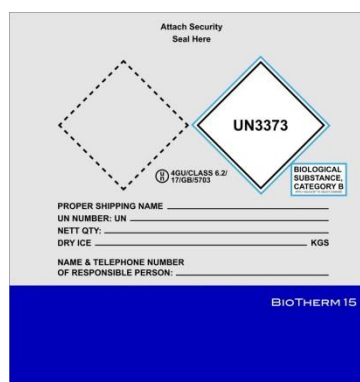 Attach Security
Seal Here
UN3373
4GU/CLASS 6.2/
17/GB/5703
BIOLOGICAL
SUBSTANCE,
CATEGORY B
PROPER SHIPPING NAME
UN NUMBER: UN
NETT QTY:
DRY ICE KGS
NAME & TELEPHONE NUMBER
OF RESPONSIBLE PERSON:
BIOTHERM 15